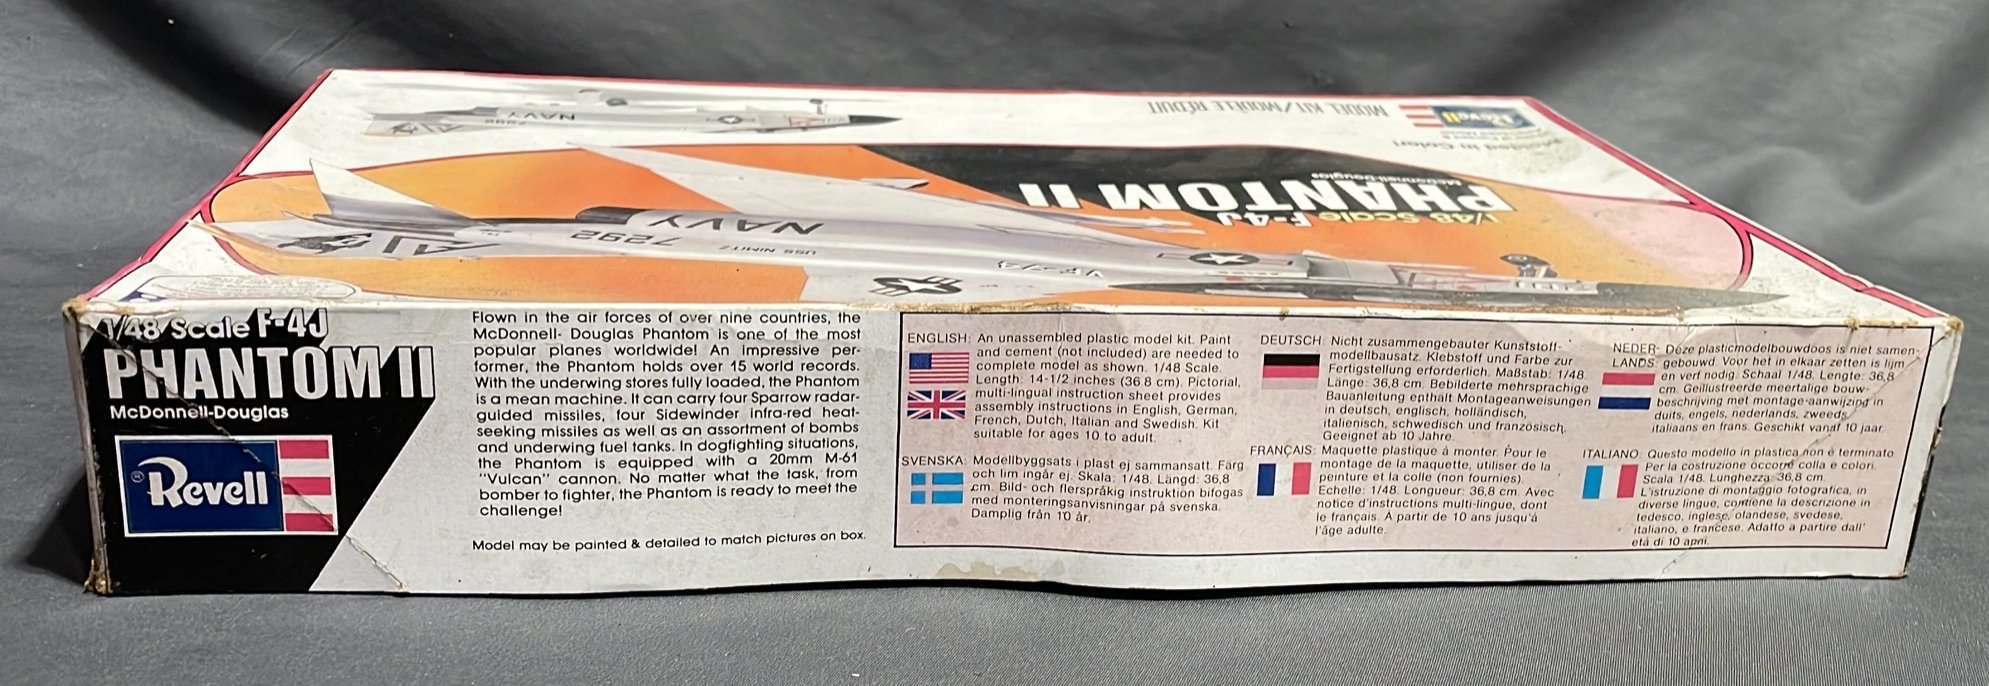 Revell
MODEL KIT/MODELE RÉDUIT
Molded in Color!
1/48 Scale F-4J
PHANTOM II
McDonnell-Douglas
NAVY
7292
NAVY
7292
USS NIMITZ
1/48 Scale F-4J
PHANTOM II
McDonnell-Douglas
® Revell
Flown in the air forces of over nine countries, the
McDonnell- Douglas Phantom is one of the most
popular planes worldwide! An impressive per-
former, the Phantom holds over 15 world records.
With the underwing stores fully loaded, the Phantom
is a mean machine. It can carry four Sparrow radar-
guided missiles, four Sidewinder infra-red heat-
seeking missiles as well as an assortment of bombs
and underwing fuel tanks. In dogfighting situations,
the Phantom is equipped with a 20mm M-61
"Vulcan" cannon. No matter what the task, from
bomber to fighter, the Phantom is ready to meet the
challenge!
Model may be painted & detailed to match pictures on box.
ENGLISH: An unassembled plastic model kit. Paint
and cement (not included) are needed to
complete model as shown. 1/48 Scale.
Length: 14-1/2 inches (36.8 cm). Pictorial,
multi-lingual instruction sheet provides
assembly instructions in English, German,
French, Dutch, Italian and Swedish. Kit
suitable for ages 10 to adult.
SVENSKA: Modellbyggsats i plast ej sammansatt. Färg
och lim ingår ej. Skala: 1/48. Längd: 36,8
cm. Bild- och flerspråkig instruktion bifogas
med monteringsanvisningar på svenska.
Damplig från 10 år.
DEUTSCH: Nicht zusammengebauter Kunststoff-
modellbausatz. Klebstoff und Farbe zur
Fertigstellung erforderlich. Maßstab: 1/48.
Länge: 36,8 cm. Bebilderte mehrsprachige
Bauanleitung enthält Montageanweisungen
in deutsch, englisch, holländisch,
italienisch, schwedisch und französisch.
Geeignet ab 10 Jahre.
FRANÇAIS: Maquette plastique à monter. Pour le
montage de la maquette, utiliser de la
peinture et la colle (non fournies).
Echelle: 1/48. Longueur: 36,8 cm. Avec
notice d'instructions multi-lingue, dont
le français. À partir de 10 ans jusqu'à
l'âge adulte.
NEDER- Deze plasticmodelbouwdoos is niet samen-
LANDS: gebouwd. Voor het in elkaar zetten is lijm
en verf nodig. Schaal 1/48. Lengte: 36,8
cm. Geïllustreerde meertalige bouw-
beschrijving met montage-aanwijzing in
duits, engels, nederlands, zweeds,
italiaans en frans. Geschikt vanaf 10 jaar.
ITALIANO: Questo modello in plastica non è terminato.
Per la costruzione occorre colla e colori.
Scala 1/48. Lunghezza: 36,8 cm.
L'istruzione di montaggio fotografica, in
diverse lingue, contiene la descrizione in
tedesco, inglese, olandese, svedese,
italiano, e francese. Adatto a partire dall'
età di 10 apni.